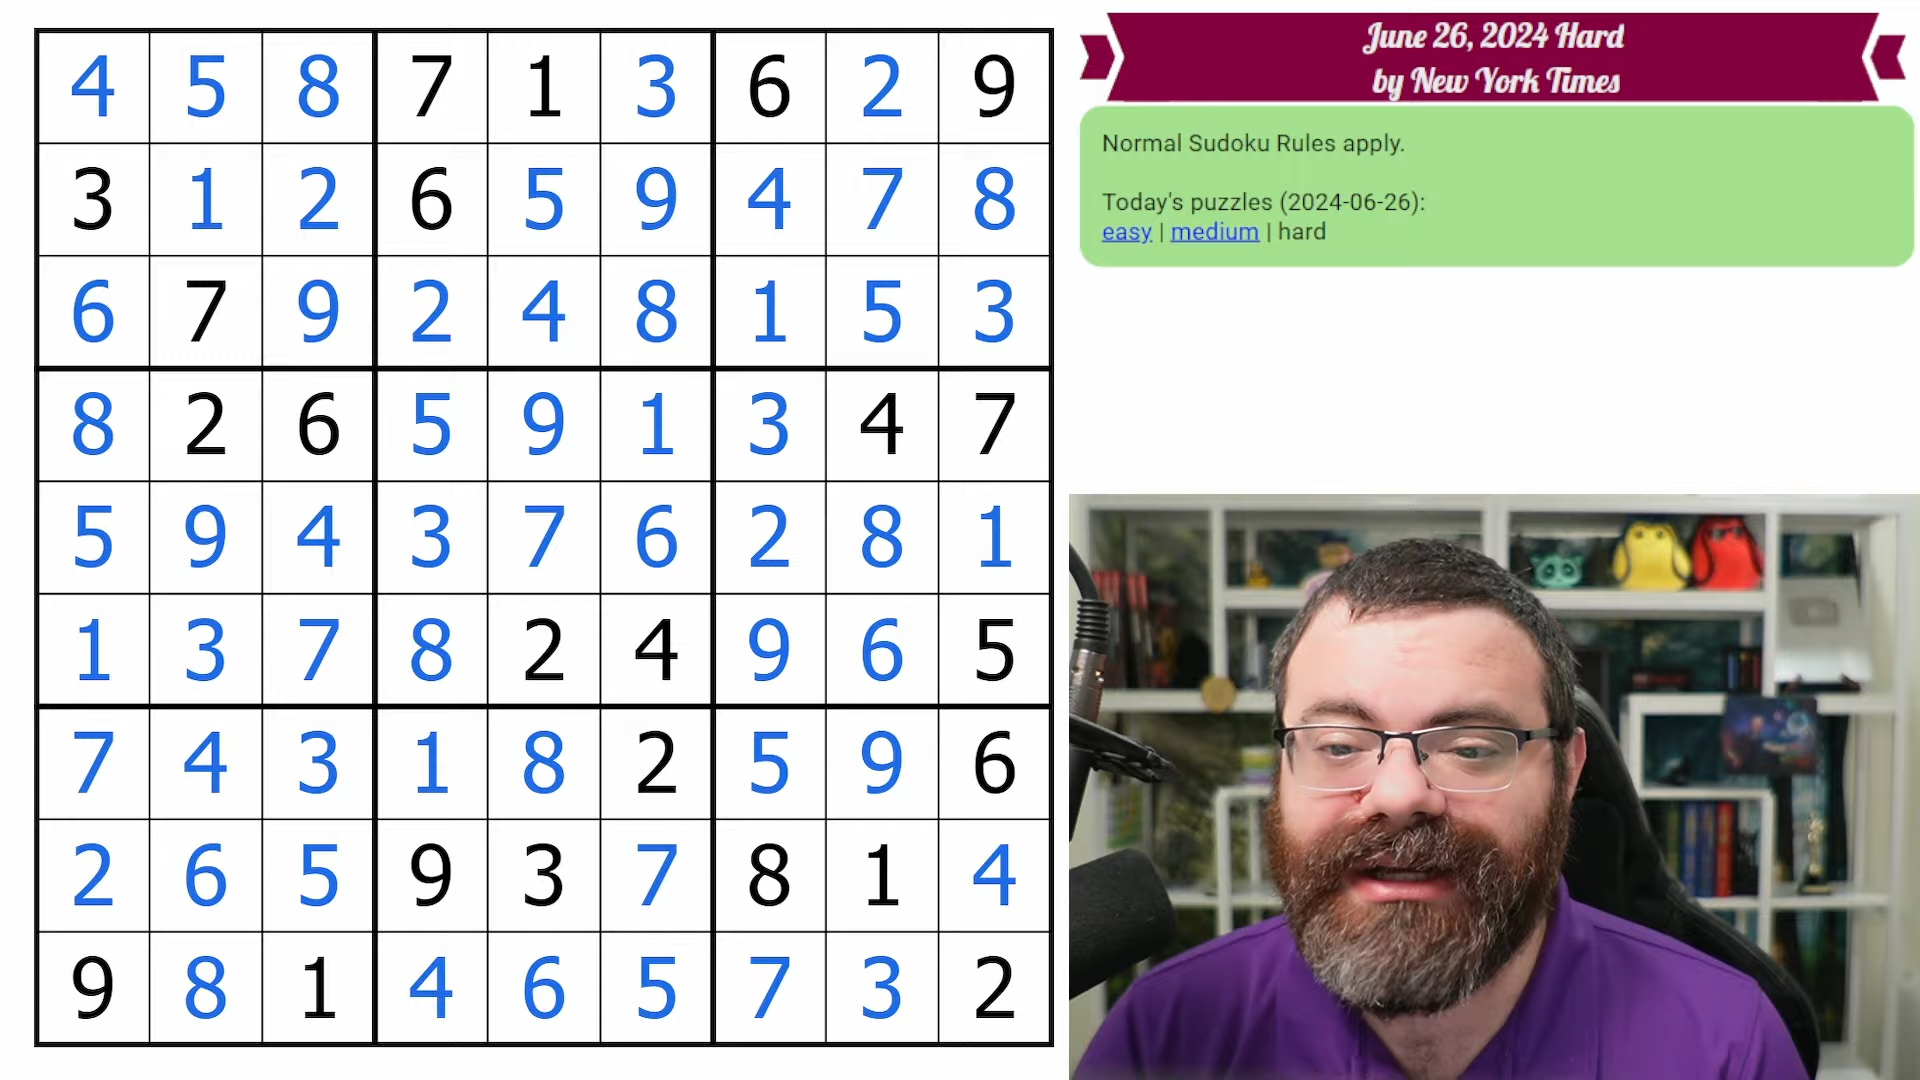 4 5 8 7 1 3 6 2 9
3 1 2 6 5 9 4 7 8
6 7 9 2 4 8 1 5 3
8 2 6 5 9 1 3 4 7
5 9 4 3 7 6 2 8 1
1 3 7 8 2 4 9 6 5
7 4 3 1 8 2 5 9 6
2 6 5 9 3 7 8 1 4
9 8 1 4 6 5 7 3 2
June 26, 2024 Hard
by New York Times
Normal Sudoku Rules apply.
Today's puzzles (2024-06-26):
easy | medium | hard